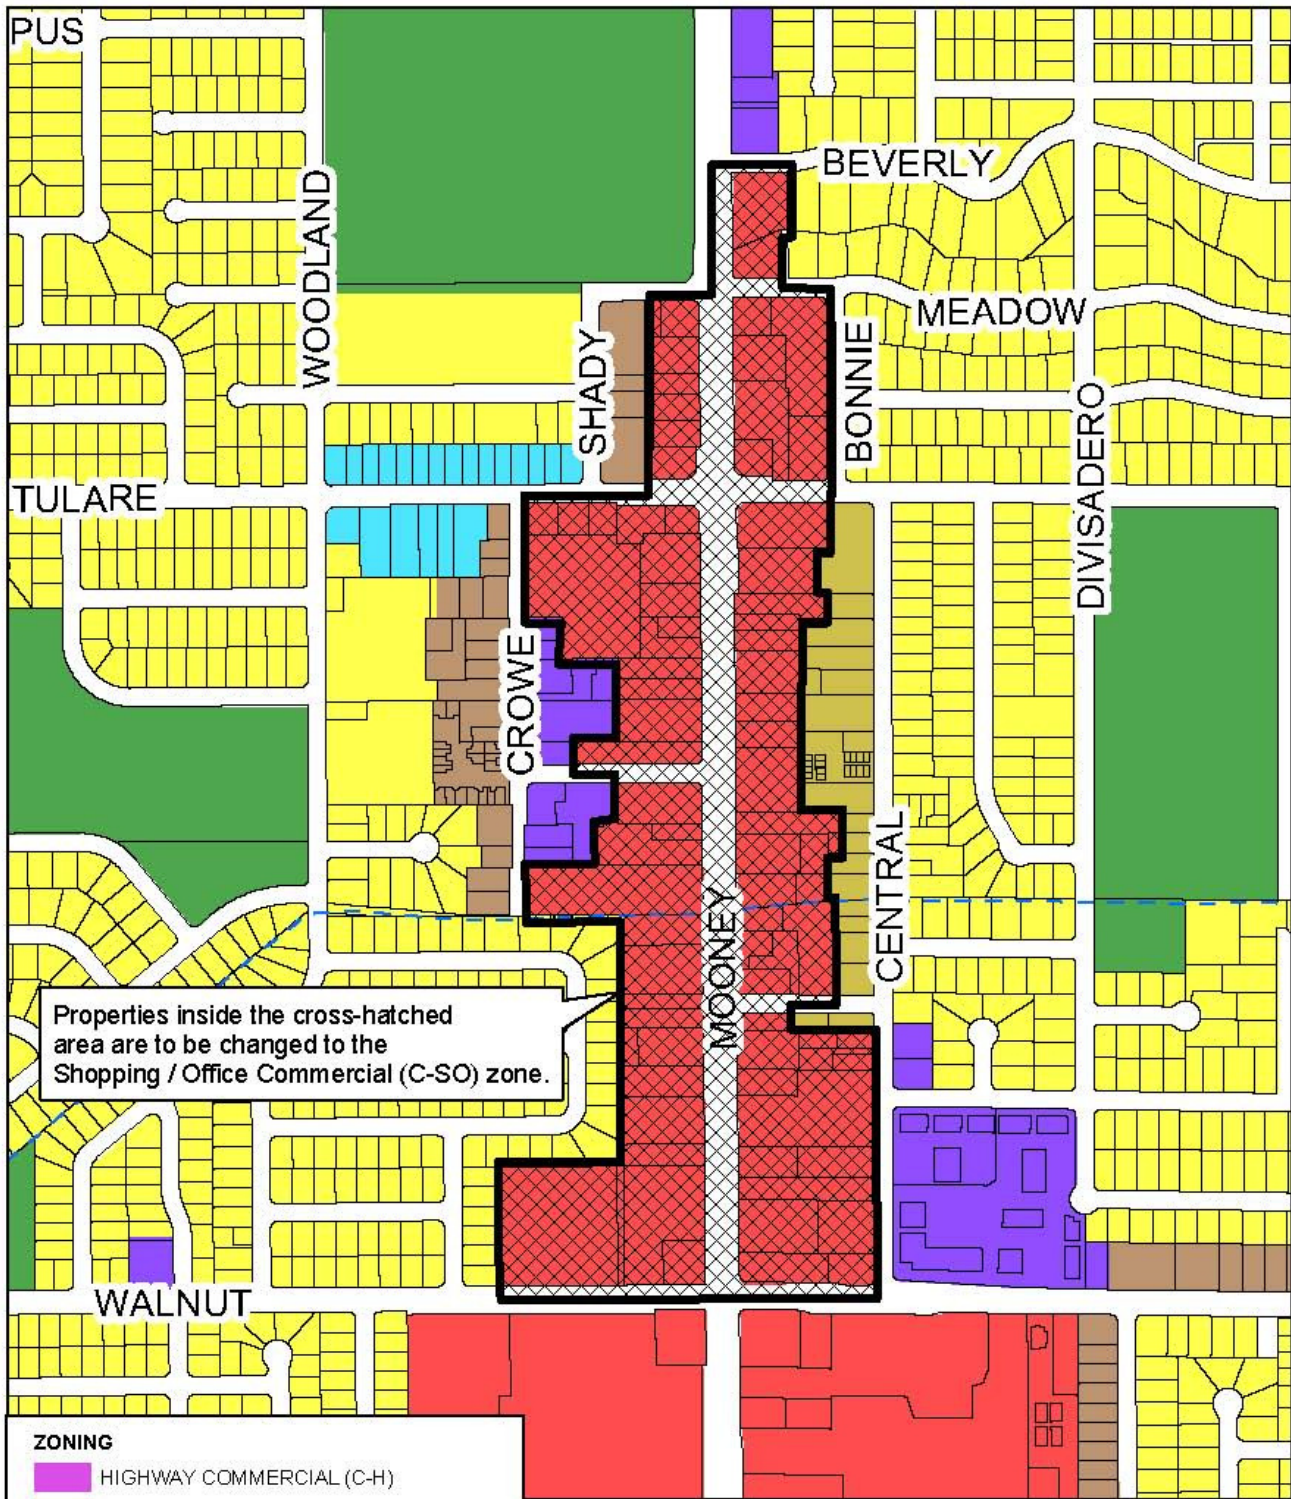 PUS
BEVERLY
WOODLAND
MEADOW
SHADY
BONNIE
DIVISADERO
TULARE
CROWE
CENTRAL
MOONEY
Properties inside the cross-hatched
area are to be changed to the
Shopping / Office Commercial (C-SO) zone.
WALNUT
ZONING
HIGHWAY COMMERCIAL (C-H)